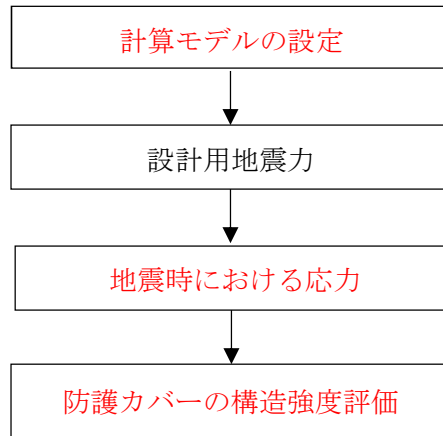 計算モデルの設定
設計用地震力
地震時における応力
防護カバーの構造強度評価